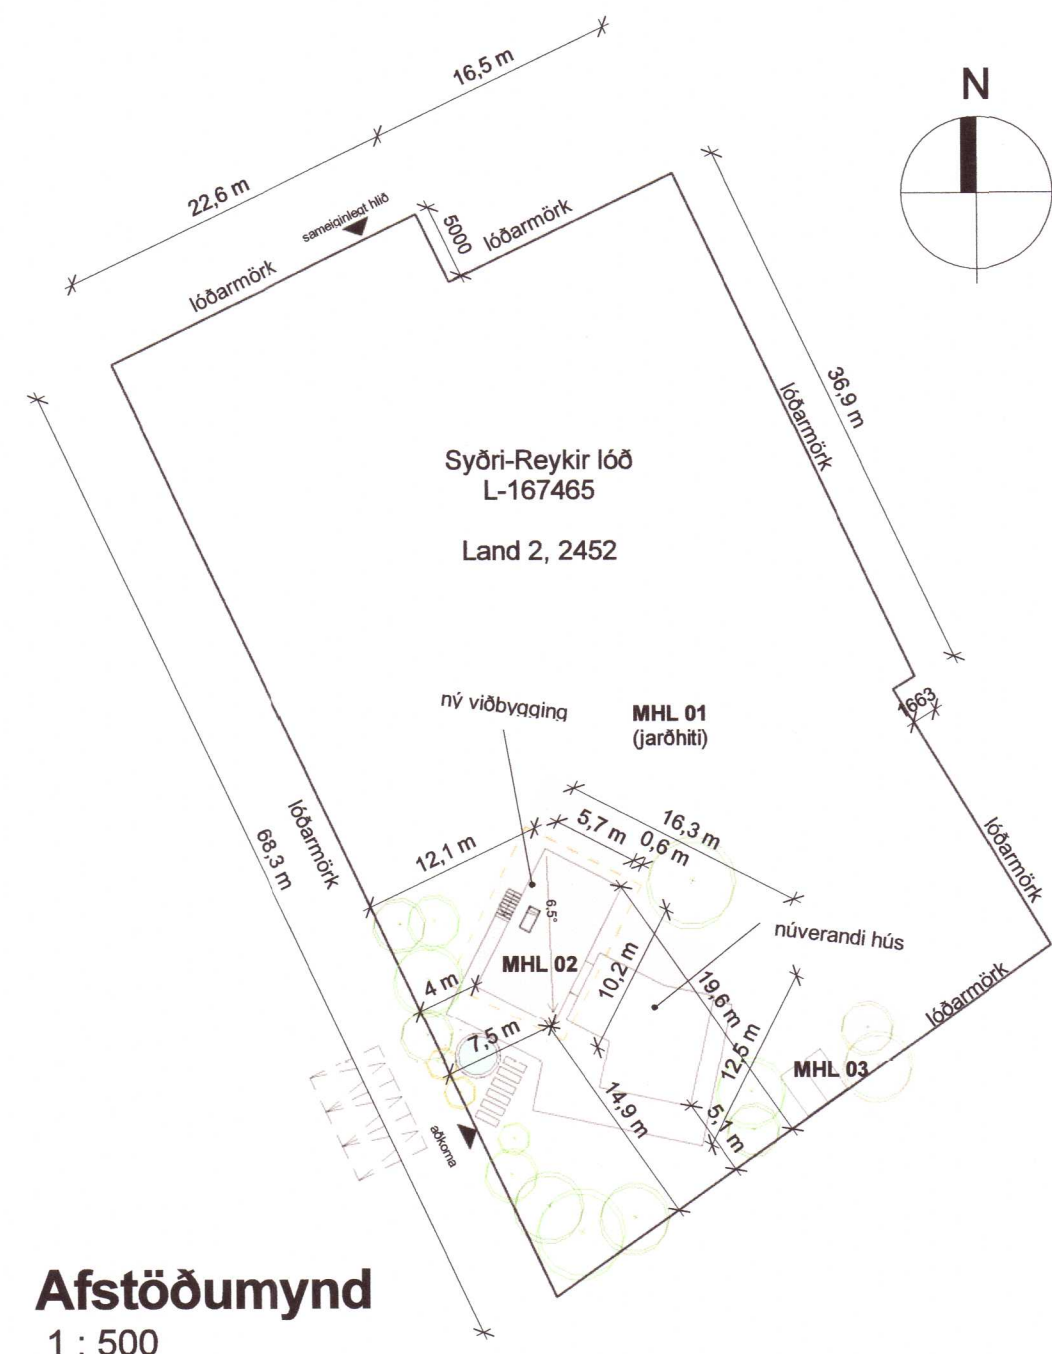 16,5 m
N
22,6 m
sameiginlegt hlið
5000
lóðarmörk
lóðarmörk
36,9 m
lóðarmörk
Syðri-Reykir lóð
L-167465
Land 2, 2452
ný viðbygging
MHL 01
(jarðhiti)
1663
lóðarmörk
68,3 m
12,1 m
5,7 m
0,6 m
16,3 m
lóðarmörk
6,5°
núverandi hús
MHL 02
10,2 m
4 m
19,6 m
lóðarmörk
7,5 m
12,5 m
MHL 03
14,9 m
5,1 m
aðkoma
Afstöðumynd
1 : 500